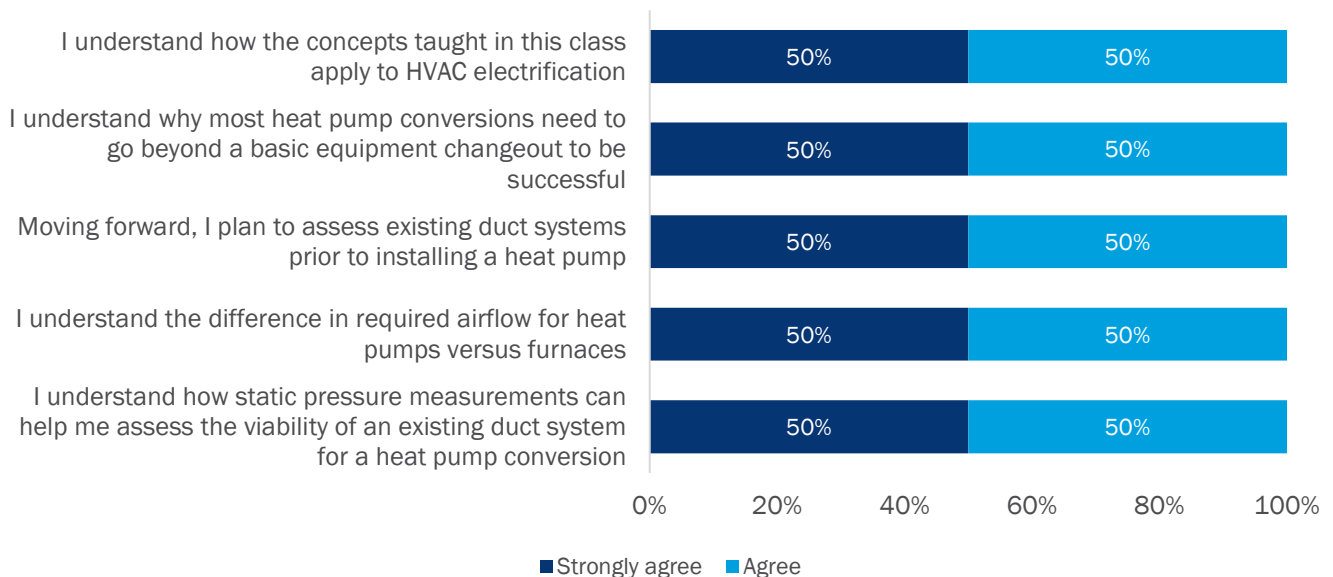 I understand how the concepts taught in this class
apply to HVAC electrification
50% 50%
I understand why most heat pump conversions need to
go beyond a basic equipment changeout to be
successful
50% 50%
Moving forward, I plan to assess existing duct systems
prior to installing a heat pump
50% 50%
I understand the difference in required airflow for heat
pumps versus furnaces
50% 50%
I understand how static pressure measurements can
help me assess the viability of an existing duct system
for a heat pump conversion
50% 50%
0% 20% 40% 60% 80% 100%
Strongly agree Agree